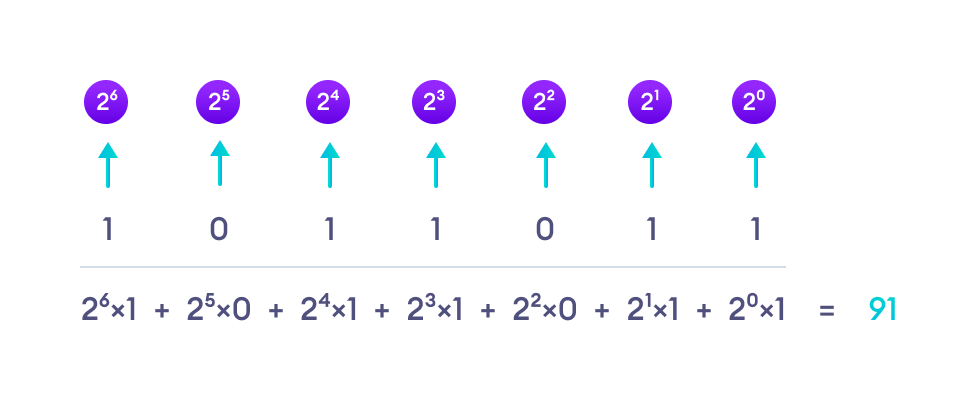 2⁶ 2⁵ 2⁴ 2³ 2² 2¹ 2⁰
1 0 1 1 0 1 1
2⁶×1 + 2⁵×0 + 2⁴×1 + 2³×1 + 2²×0 + 2¹×1 + 2⁰×1 = 91